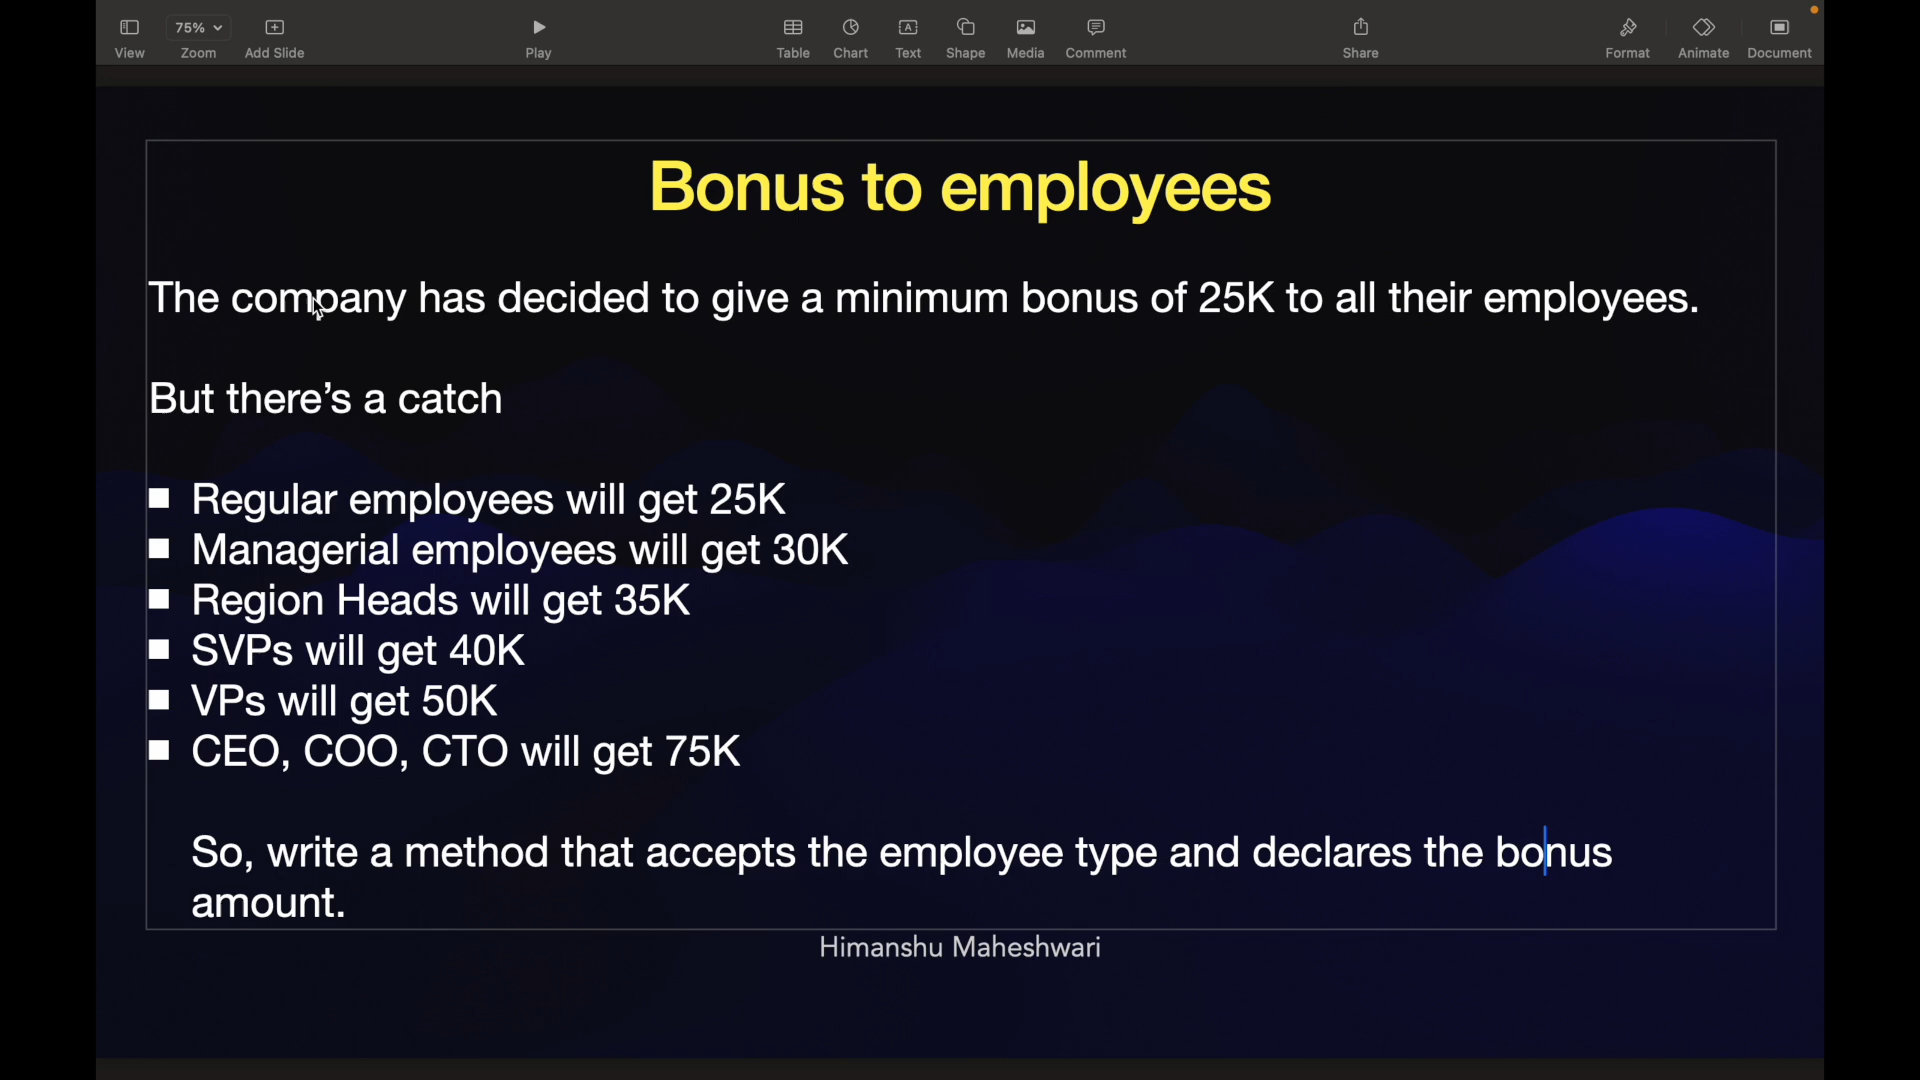 View
75%
Zoom
Add Slide
Play
Table
Chart
Text
Shape
Media
Comment
Share
Format
Animate
Document
Bonus to employees
The company has decided to give a minimum bonus of 25K to all their employees.
But there’s a catch
Regular employees will get 25K
Managerial employees will get 30K
Region Heads will get 35K
SVPs will get 40K
VPs will get 50K
CEO, COO, CTO will get 75K
So, write a method that accepts the employee type and declares the bonus
amount.
Himanshu Maheshwari